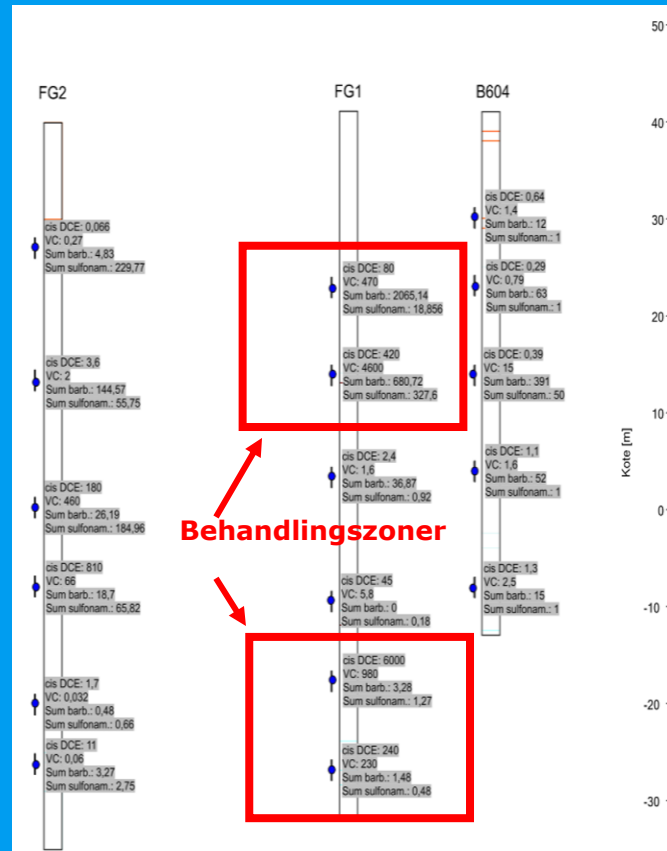 FG2
cis DCE: 0,066
VC: 0,27
Sum barb.: 4,83
Sum sulfonam.: 229,77
cis DCE: 3,6
VC: 2
Sum barb.: 144,57
Sum sulfonam.: 55,75
cis DCE: 180
VC: 460
Sum barb.: 26,19
Sum sulfonam.: 184,96
cis DCE: 810
VC: 66
Sum barb.: 18,7
Sum sulfonam.: 65,82
cis DCE: 1,7
VC: 0,032
Sum barb.: 0,48
Sum sulfonam.: 0,66
cis DCE: 11
VC: 0,06
Sum barb.: 3,27
Sum sulfonam.: 2,75
FG1
cis DCE: 80
VC: 470
Sum barb.: 2065,14
Sum sulfonam.: 18,856
cis DCE: 420
VC: 4600
Sum barb.: 680,72
Sum sulfonam.: 327,6
cis DCE: 2,4
VC: 1,6
Sum barb.: 36,87
Sum sulfonam.: 0,92
Behandlingszoner
cis DCE: 45
VC: 5,8
Sum barb.: 0
Sum sulfonam.: 0,18
cis DCE: 6000
VC: 980
Sum barb.: 3,28
Sum sulfonam.: 1,27
cis DCE: 240
VC: 230
Sum barb.: 1,48
Sum sulfonam.: 0,48
B604
cis DCE: 0,64
VC: 1,4
Sum barb.: 12
Sum sulfonam.: 1
cis DCE: 0,29
VC: 0,79
Sum barb.: 63
Sum sulfonam.: 1
cis DCE: 0,39
VC: 15
Sum barb.: 391
Sum sulfonam.: 50
cis DCE: 1,1
VC: 1,6
Sum barb.: 52
Sum sulfonam.: 1
cis DCE: 1,3
VC: 2,5
Sum barb.: 15
Sum sulfonam.: 1
50
40
30
20
10
0
-10
-20
-30
Kote [m]